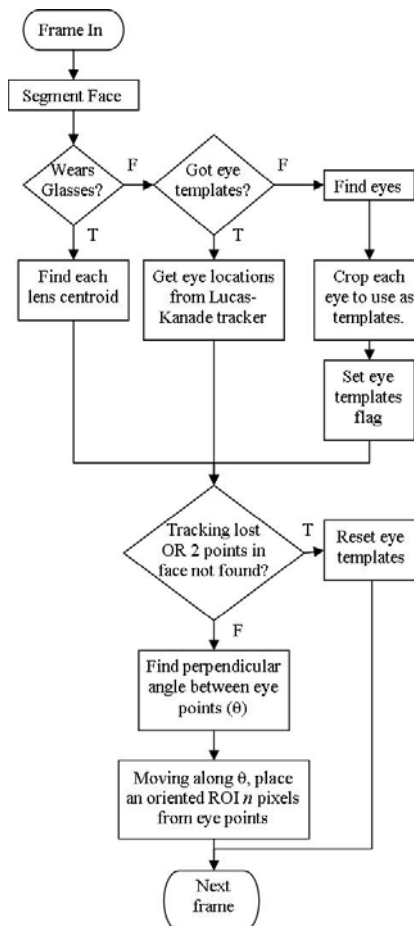 Frame In
Segment Face
Wears
Glasses?
F
T
Got eye
templates?
F
T
Find eyes
Find each
lens centroid
Get eye locations
from Lucas-
Kanade tracker
Crop each
eye to use as
templates.
Set eye
templates
flag
Tracking lost
OR 2 points in
face not found?
T
F
Reset eye
templates
Find perpendicular
angle between eye
points (θ)
Moving along θ, place
an oriented ROI n pixels
from eye points
Next
frame